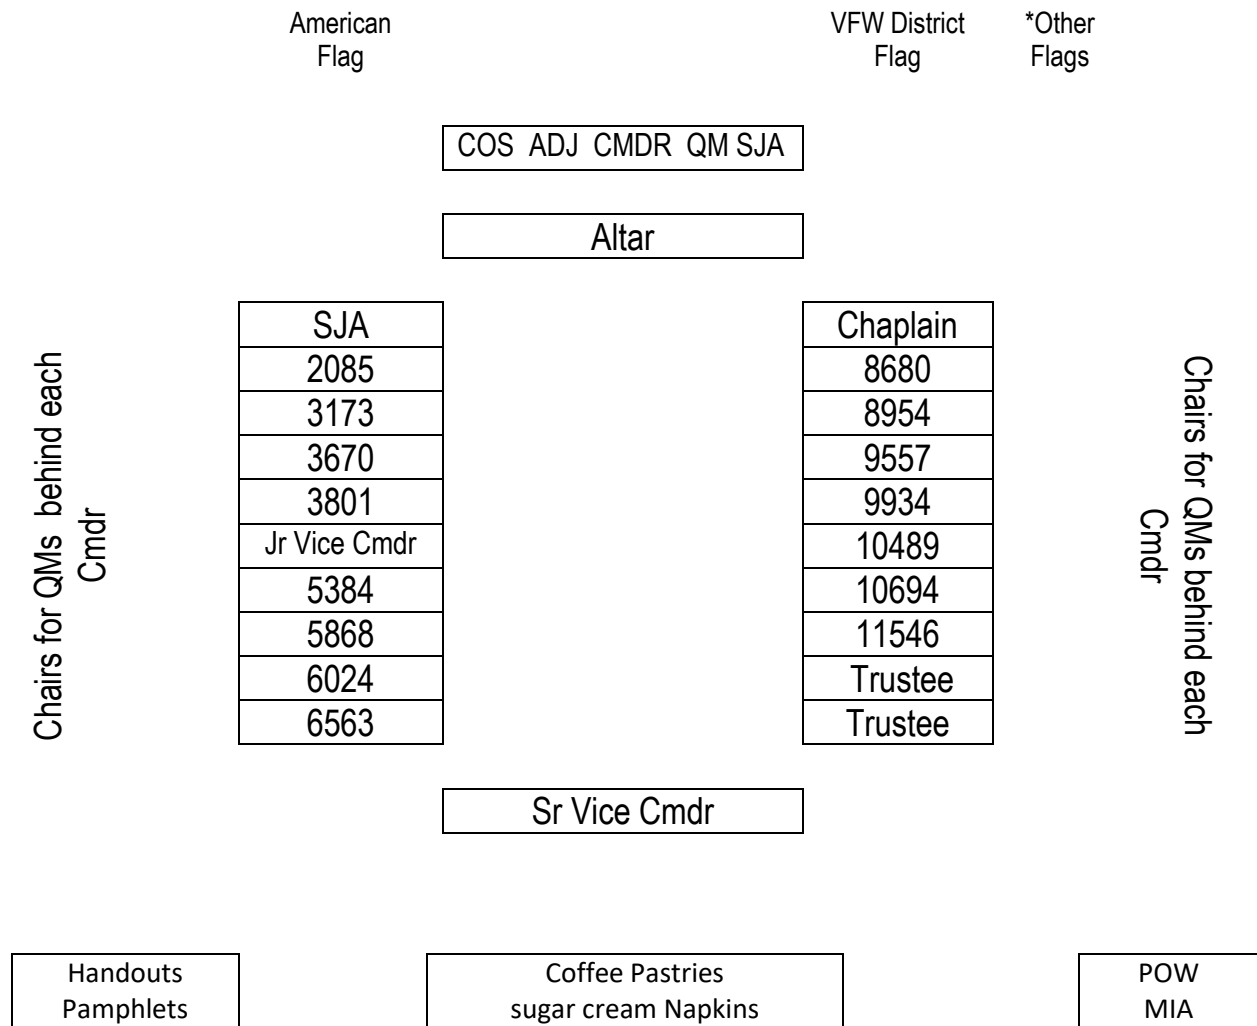 American
Flag
VFW District
Flag
*Other
Flags
COS ADJ CMDR QM SJA
Altar
Chairs for QMs behind each
Cmdr
SJA
2085
3173
3670
3801
Jr Vice Cmdr
5384
5868
6024
6563
Chaplain
8680
8954
9557
9934
10489
10694
11546
Trustee
Trustee
Chairs for QMs behind each
Cmdr
Sr Vice Cmdr
Handouts
Pamphlets
Coffee Pastries
sugar cream Napkins
POW
MIA